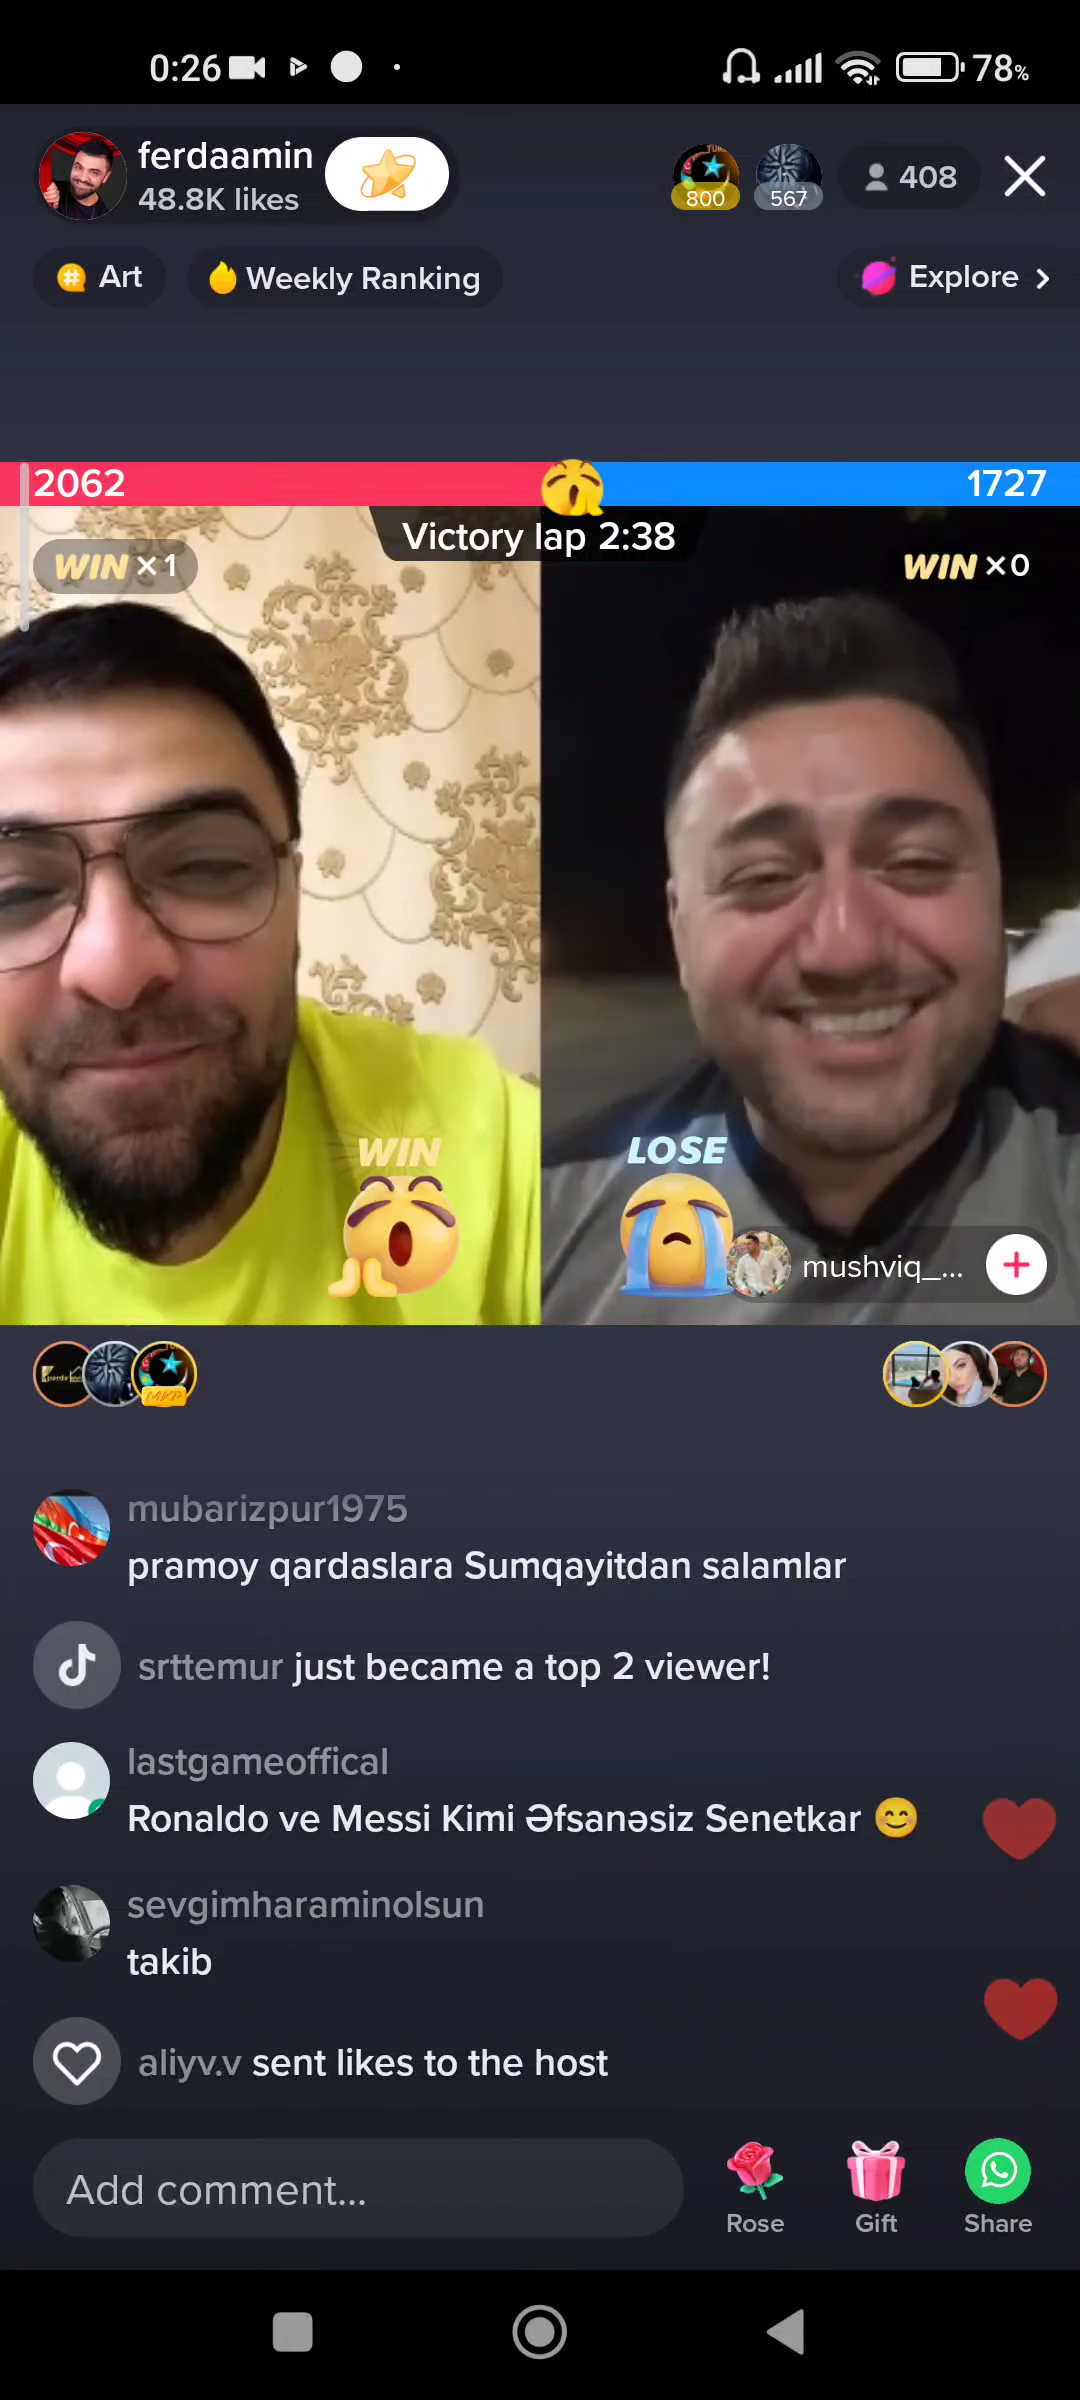 0:26
78%
ferdaamin
48.8K likes
800
567
408
Art
Weekly Ranking
Explore
2062
1727
Victory lap 2:38
WIN ×1
WIN ×0
WIN
LOSE
mushviq_...
MVP
mubarizpur1975
pramoy qardaslara Sumqayitdan salamlar
srttemur just became a top 2 viewer!
lastgameoffical
Ronaldo ve Messi Kimi Əfsanəsiz Senetkar 😊
sevgimharaminolsun
takib
aliyv.v sent likes to the host
Add comment...
Rose
Gift
Share